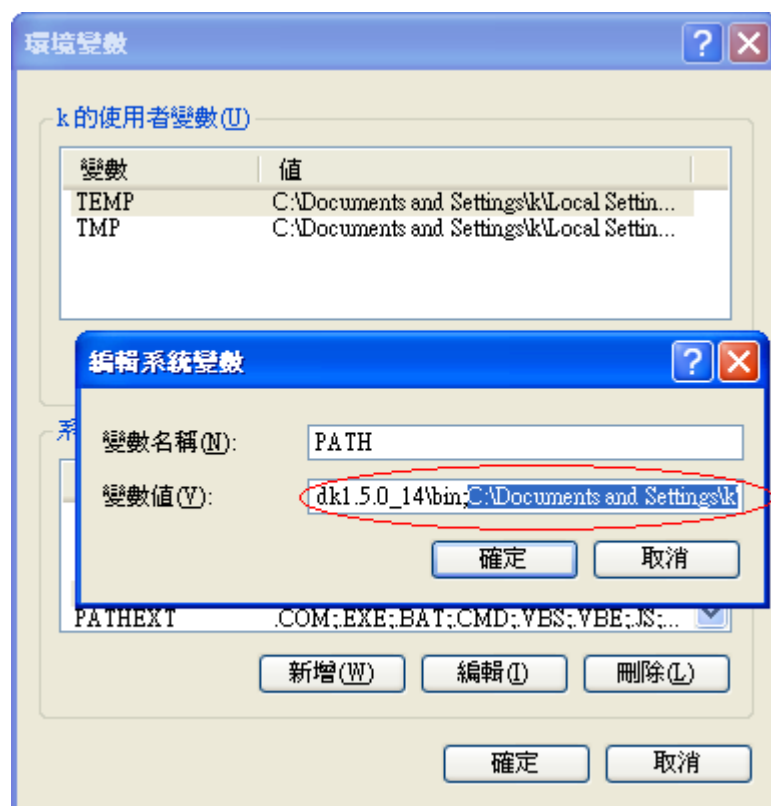 環境變數
k 的使用者變數(U)
變數 值
TEMP C:\Documents and Settings\k\Local Settin...
TMP C:\Documents and Settings\k\Local Settin...
編輯系統變數
系
變數名稱(N): PATH
變數值(V): dk1.5.0_14\bin;C:\Documents and Settings\k
確定 取消
PATHEXT .COM;.EXE;.BAT;.CMD;.VBS;.VBE;.JS;...
新增(W) 編輯(I) 刪除(L)
確定 取消